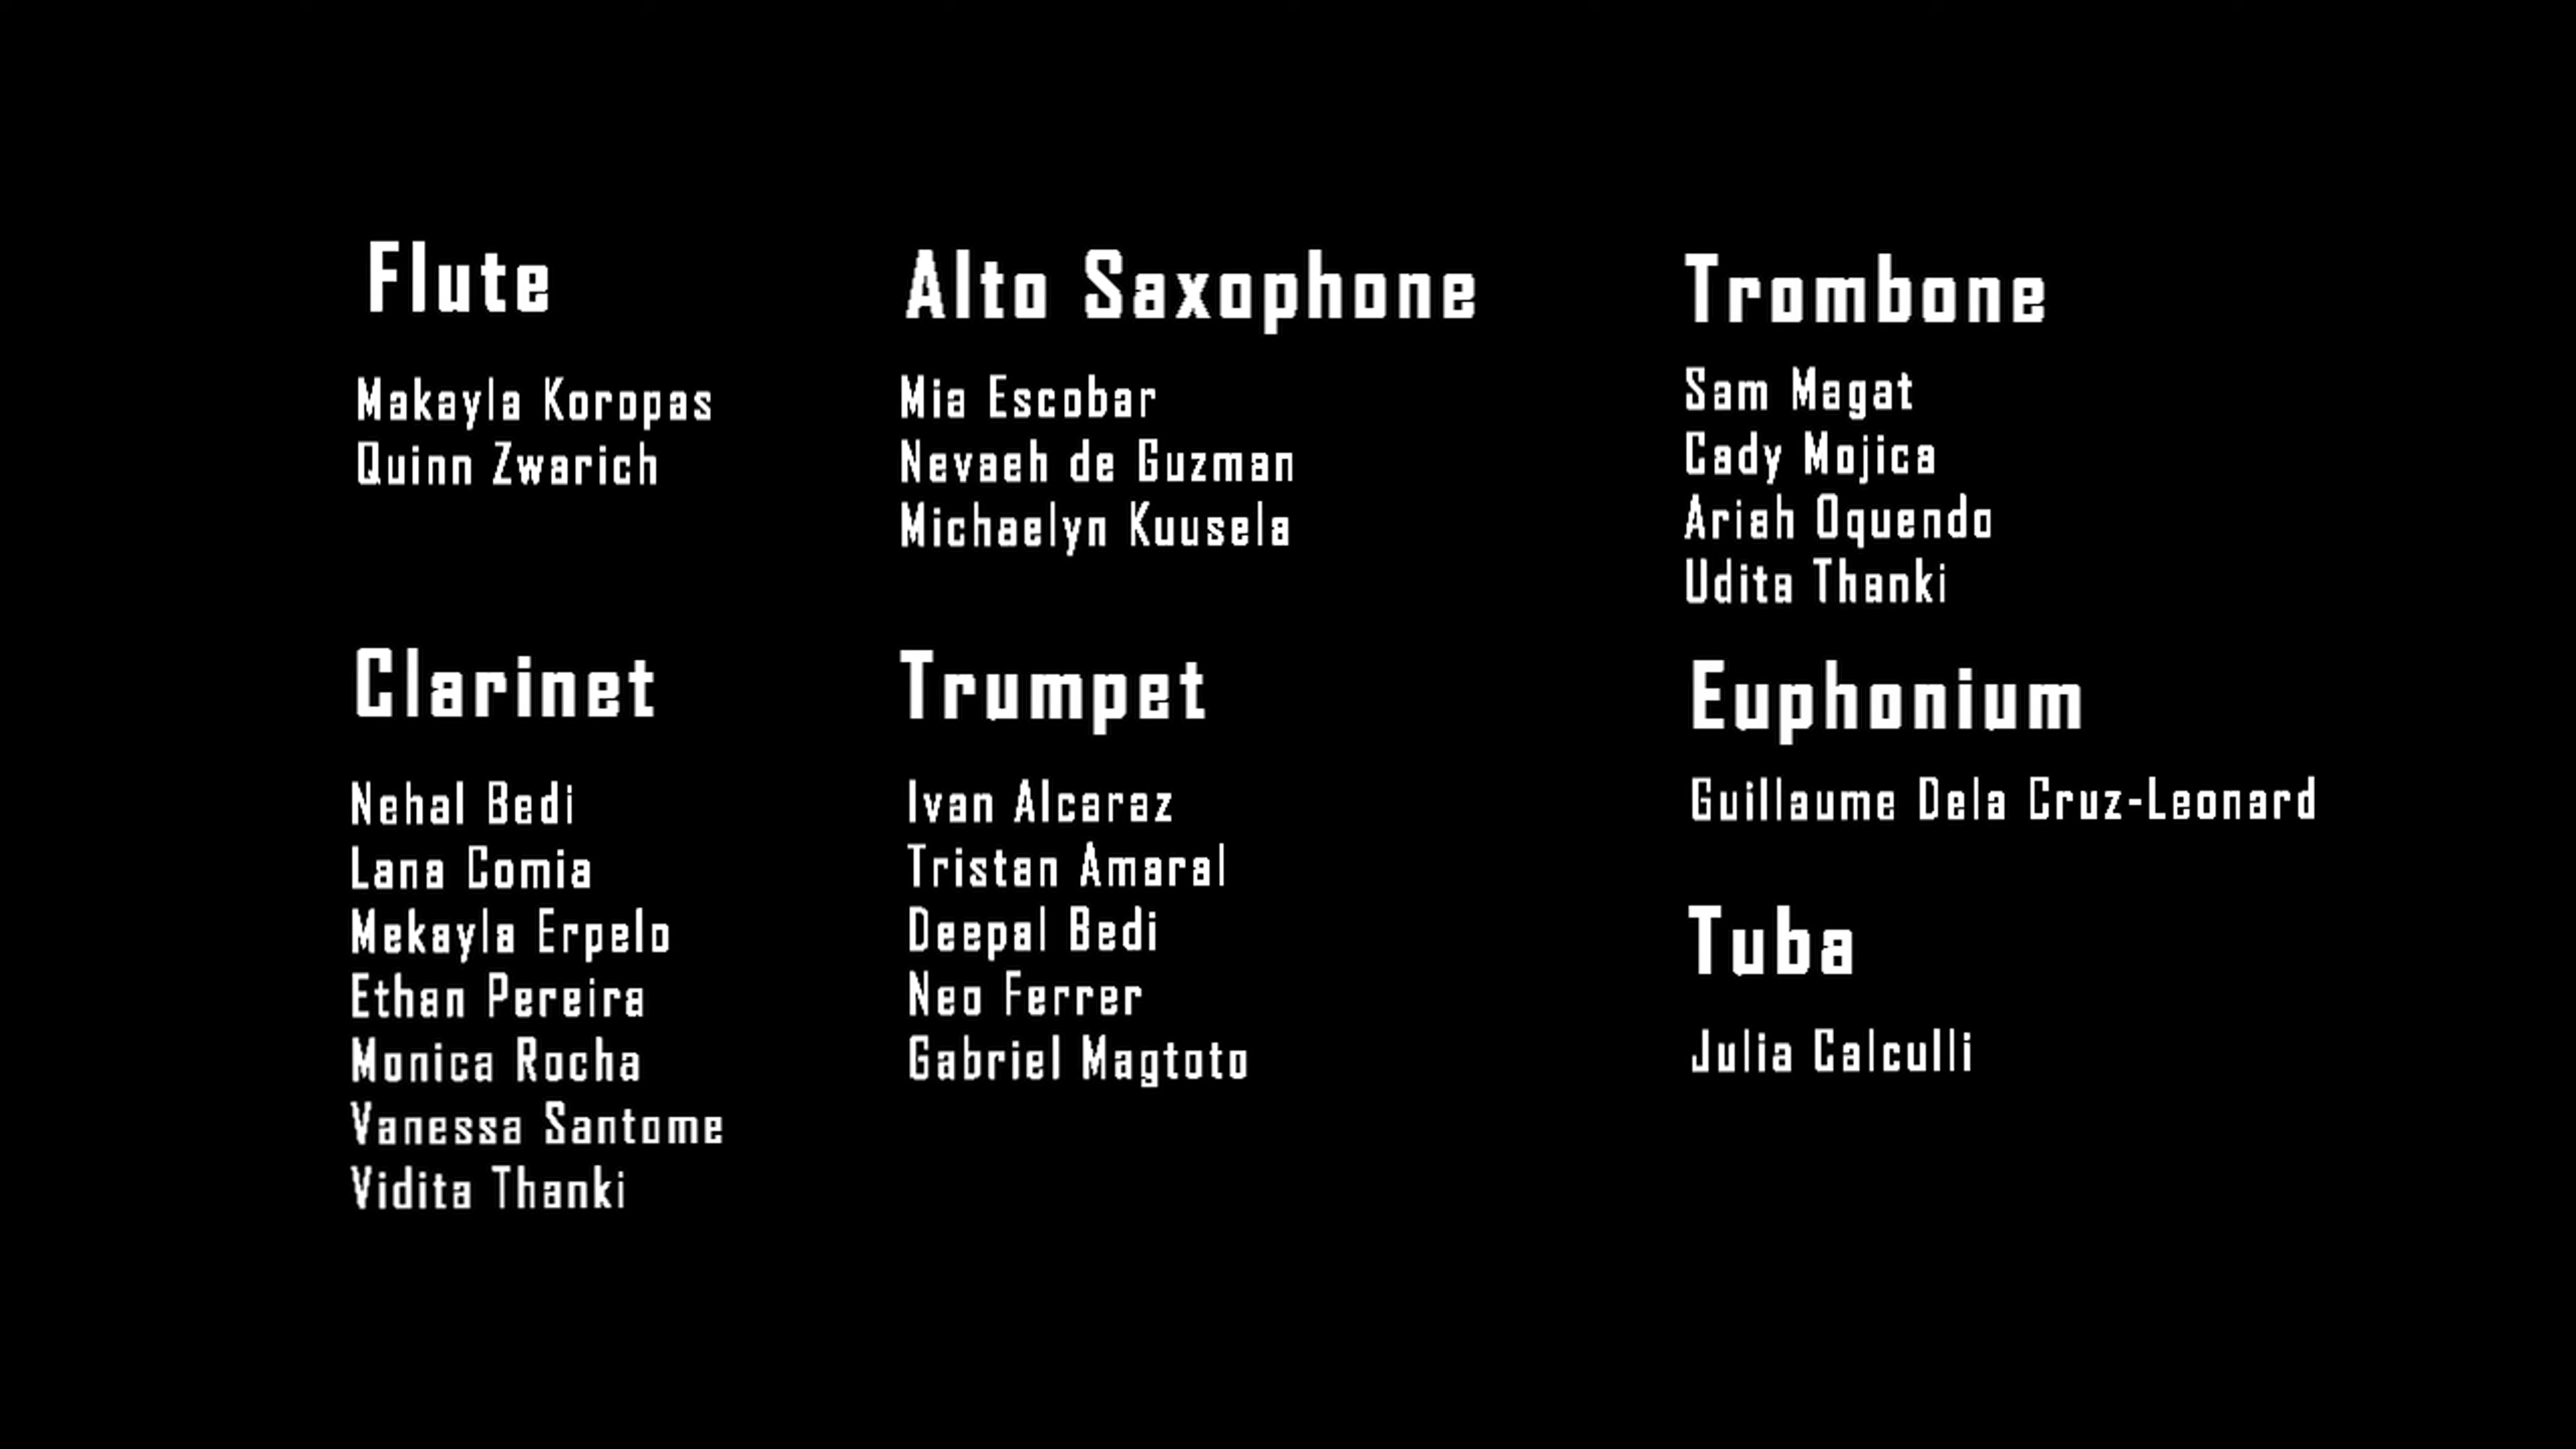 Flute
Makayla Koropas
Quinn Zwarich
Clarinet
Nehal Bedi
Lana Comia
Mekayla Erpelo
Ethan Pereira
Monica Rocha
Vanessa Santome
Vidita Thanki
Alto Saxophone
Mia Escobar
Nevaeh de Guzman
Michaelyn Kuusela
Trumpet
Ivan Alcaraz
Tristan Amaral
Deepal Bedi
Neo Ferrer
Gabriel Magtoto
Trombone
Sam Magat
Cady Mojica
Ariah Oquendo
Udita Thanki
Euphonium
Guillaume Dela Cruz-Leonard
Tuba
Julia Calculli